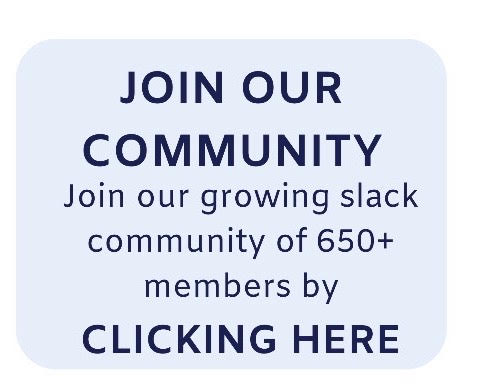 JOIN OUR
COMMUNITY
Join our growing slack
community of 650+
members by
CLICKING HERE